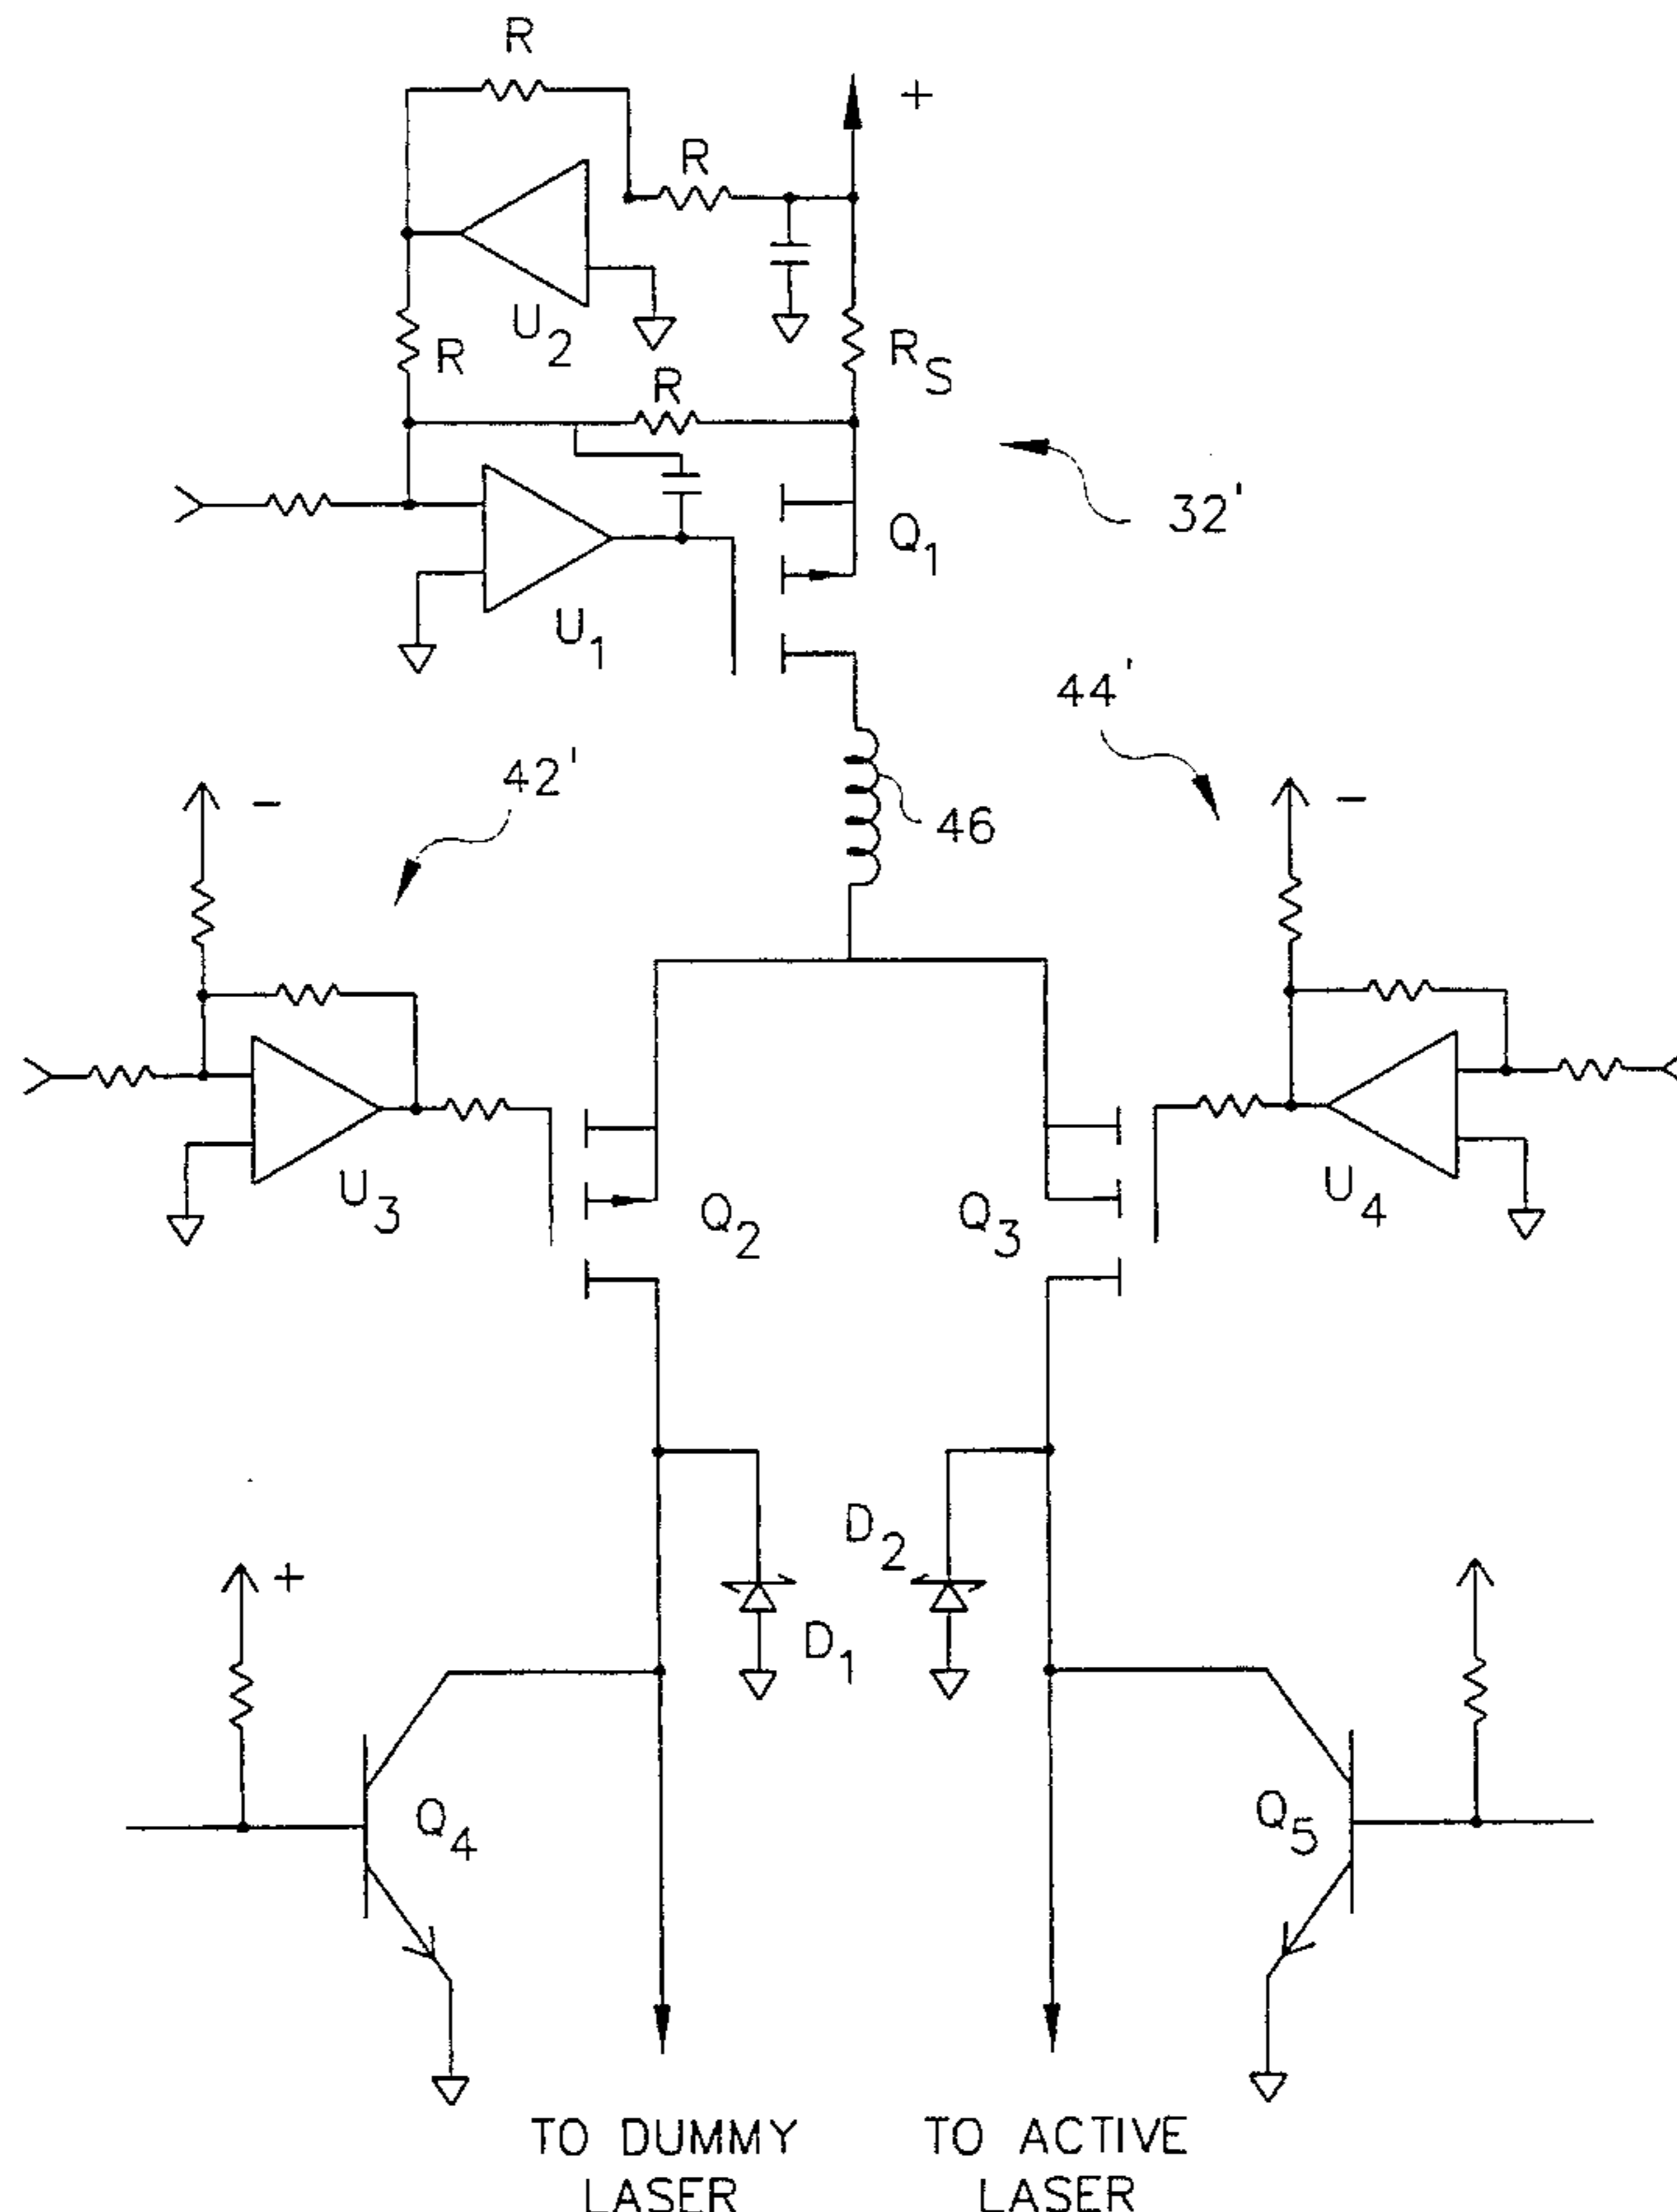 R
+
R
U2
R
RS
R
32'
Q1
U1
44'
42'
-
-
46
U3
Q2
Q3
U4
D2
+
D1
Q4
Q5
TO DUMMY
LASER
TO ACTIVE
LASER